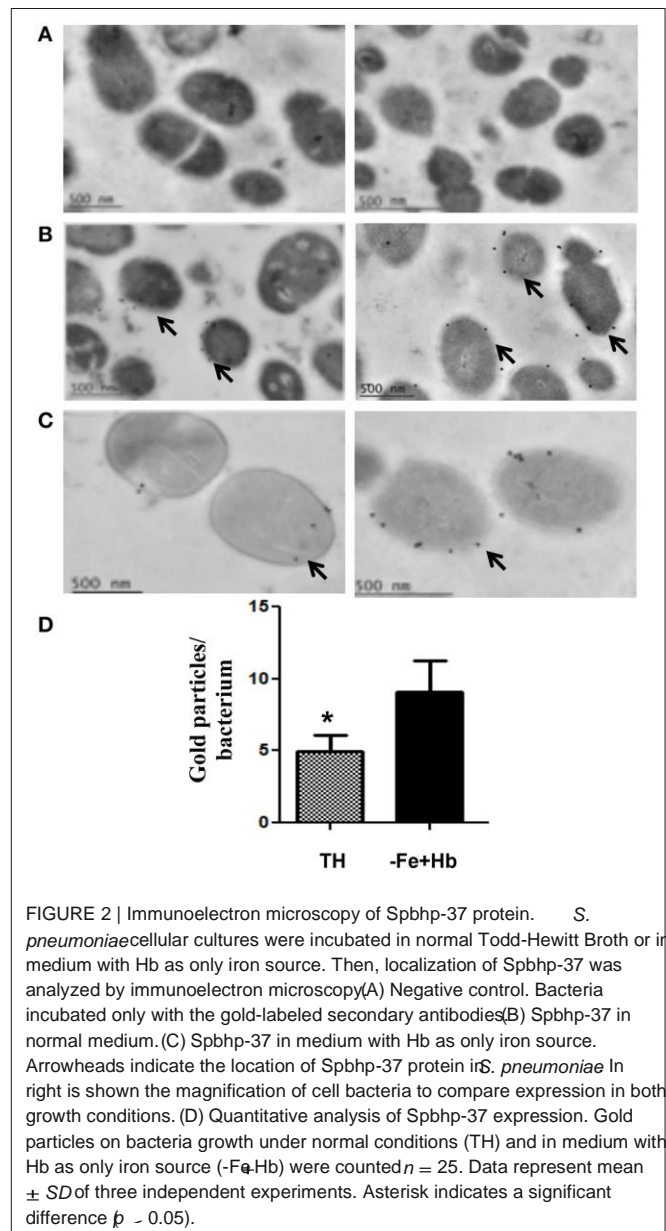 A
500 nm
B
500 nm
500 nm
C
500 nm
500 nm
D
15
10
5
0
Gold particles/
bacterium
*
TH
-Fe+Hb
FIGURE 2 | Immunoelectron microscopy of Spbhp-37 protein. S.
pneumoniae cellular cultures were incubated in normal Todd-Hewitt Broth or in
medium with Hb as only iron source. Then, localization of Spbhp-37 was
analyzed by immunoelectron microscopy(A) Negative control. Bacteria
incubated only with the gold-labeled secondary antibodies(B) Spbhp-37 in
normal medium. (C) Spbhp-37 in medium with Hb as only iron source.
Arrowheads indicate the location of Spbhp-37 protein in S. pneumoniae In
right is shown the magnification of cell bacteria to compare expression in both
growth conditions. (D) Quantitative analysis of Spbhp-37 expression. Gold
particles on bacteria growth under normal conditions (TH) and in medium with
Hb as only iron source (-Fe+Hb) were counted n = 25. Data represent mean
± SD of three independent experiments. Asterisk indicates a significant
difference (p 0.05).